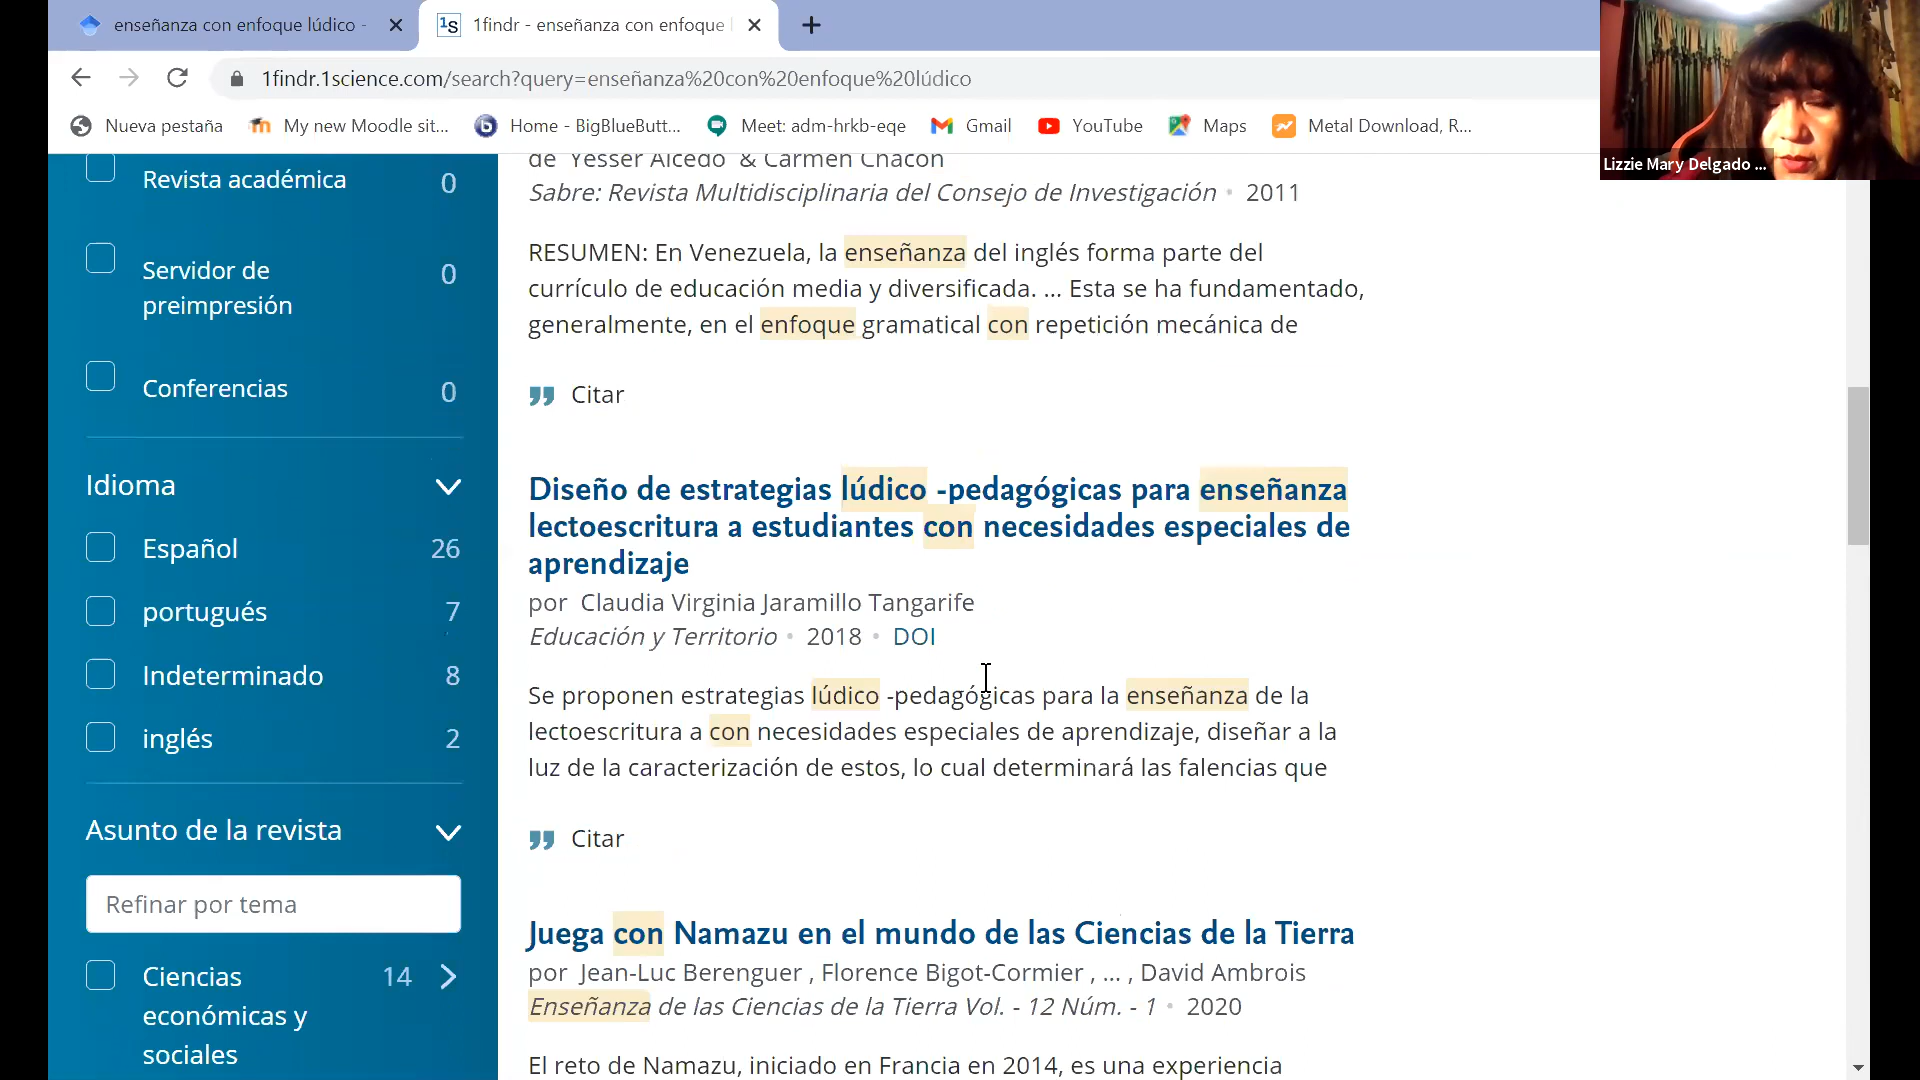 enseñanza con enfoque lúdico -
1findr - enseñanza con enfoque
1findr.1science.com/search?query=enseñanza%20con%20enfoque%20lúdico
Nueva pestaña
My new Moodle sit...
Home - BigBlueButt...
Meet: adm-hrkb-eqe
Gmail
YouTube
Maps
Metal Download, R...
Lizzie Mary Delgado ...
Revista académica 0
Servidor de 0
preimpresión
Conferencias 0
Idioma
Español 26
portugués 7
Indeterminado 8
inglés 2
Asunto de la revista
Refinar por tema
Ciencias 14
económicas y
sociales
de Yesser Alcedo & Carmen Chacón
Sabre: Revista Multidisciplinaria del Consejo de Investigación • 2011
RESUMEN: En Venezuela, la enseñanza del inglés forma parte del
currículo de educación media y diversificada. ... Esta se ha fundamentado,
generalmente, en el enfoque gramatical con repetición mecánica de
Citar
Diseño de estrategias lúdico -pedagógicas para enseñanza
lectoescritura a estudiantes con necesidades especiales de
aprendizaje
por Claudia Virginia Jaramillo Tangarife
Educación y Territorio • 2018 • DOI
Se proponen estrategias lúdico -pedagógicas para la enseñanza de la
lectoescritura a con necesidades especiales de aprendizaje, diseñar a la
luz de la caracterización de estos, lo cual determinará las falencias que
Citar
Juega con Namazu en el mundo de las Ciencias de la Tierra
por Jean-Luc Berenguer , Florence Bigot-Cormier , ... , David Ambrois
Enseñanza de las Ciencias de la Tierra Vol. - 12 Núm. - 1 • 2020
El reto de Namazu, iniciado en Francia en 2014, es una experiencia